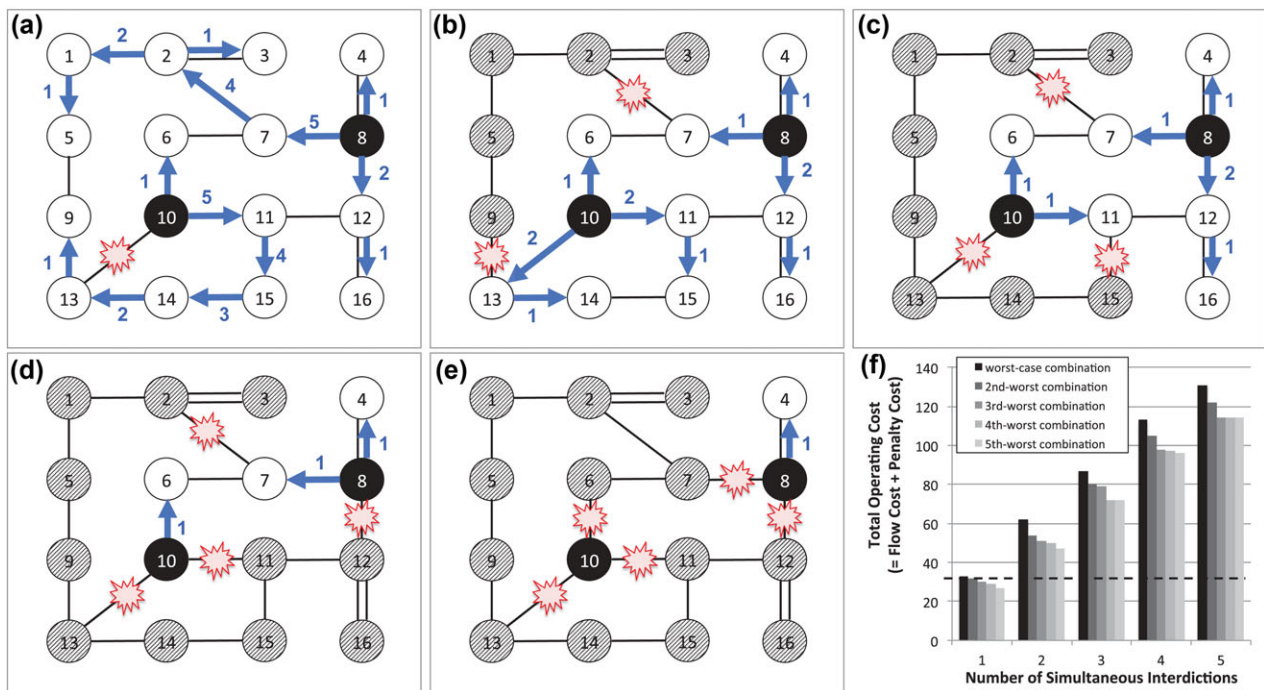 (a)
1 2 2 1 3 4
1 4 1
5 6 7 5 8
2
1 5
9 10 11 12
1 4 1
13 2 14 3 15 16
(b)
1 2 3 4
1
5 6 7 1 8
1 2
9 10 2 11 12
2 1 1
13 1 14 15 16
(c)
1 2 3 4
1
5 6 7 1 8
1 2
9 10 1 11 12
1
13 14 15 16
(d)
1 2 3 4
1
5 6 7 1 8
1
9 10 11 12
13 14 15 16
(e)
1 2 3 4
1
5 6 7 8
9 10 11 12
13 14 15 16
(f)
Total Operating Cost
(= Flow Cost + Penalty Cost)
140
120
100
80
60
40
20
0
worst-case combination
2nd-worst combination
3rd-worst combination
4th-worst combination
5th-worst combination
1 2 3 4 5
Number of Simultaneous Interdictions